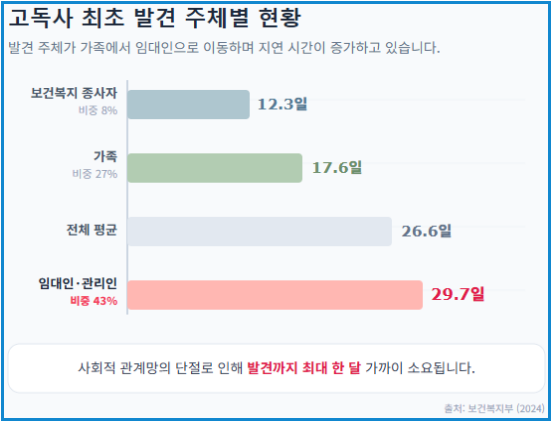 고독사 최초 발견 주체별 현황
발견 주체가 가족에서 임대인으로 이동하며 지연 시간이 증가하고 있습니다.
보건복지 종사자
12.3일
비중 8%
가족
17.6일
비중 27%
전체 평균
26.6일
임대인·관리인
29.7일
비중 43%
사회적 관계망의 단절로 인해 발견까지 최대 한 달 가까이 소요됩니다.
출처: 보건복지부 (2024)